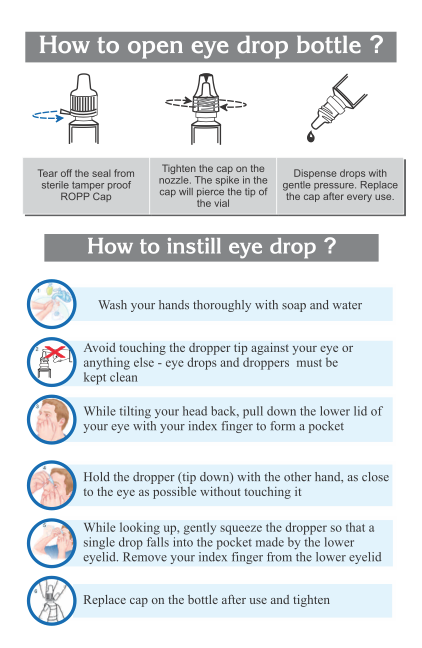 How to open eye drop bottle ?
Tear off the seal from
sterile tamper proof
ROPP Cap
Tighten the cap on the
nozzle. The spike in the
cap will pierce the tip of
the vial
Dispense drops with
gentle pressure. Replace
the cap after every use.
How to instill eye drop ?
1
Wash your hands thoroughly with soap and water
2
Avoid touching the dropper tip against your eye or
anything else - eye drops and droppers must be
kept clean
3
While tilting your head back, pull down the lower lid of
your eye with your index finger to form a pocket
4
Hold the dropper (tip down) with the other hand, as close
to the eye as possible without touching it
5
While looking up, gently squeeze the dropper so that a
single drop falls into the pocket made by the lower
eyelid. Remove your index finger from the lower eyelid
6
Replace cap on the bottle after use and tighten